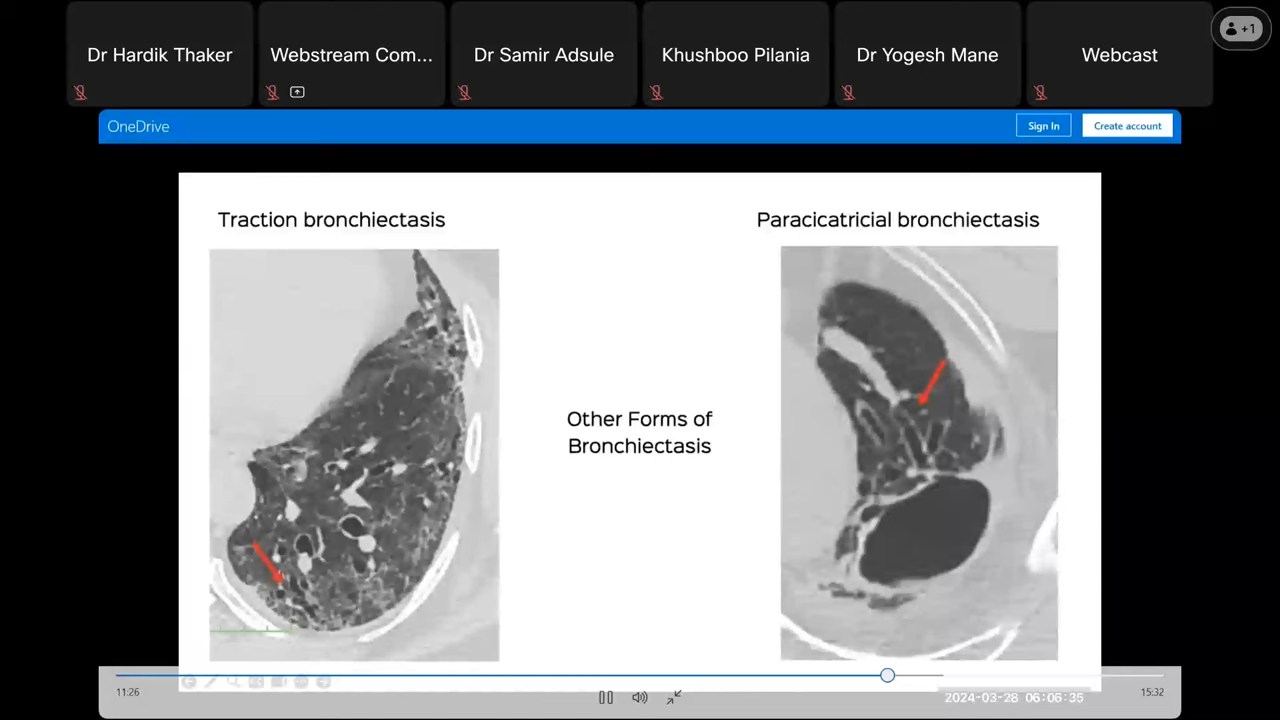 Dr Hardik Thaker
Webstream Com...
Dr Samir Adsule
Khushboo Pilania
Dr Yogesh Mane
Webcast
+1
OneDrive
Sign In
Create account
Traction bronchiectasis
Paracicatricial bronchiectasis
Other Forms of
Bronchiectasis
11:26
2024-03-28 06:06:35
15:32